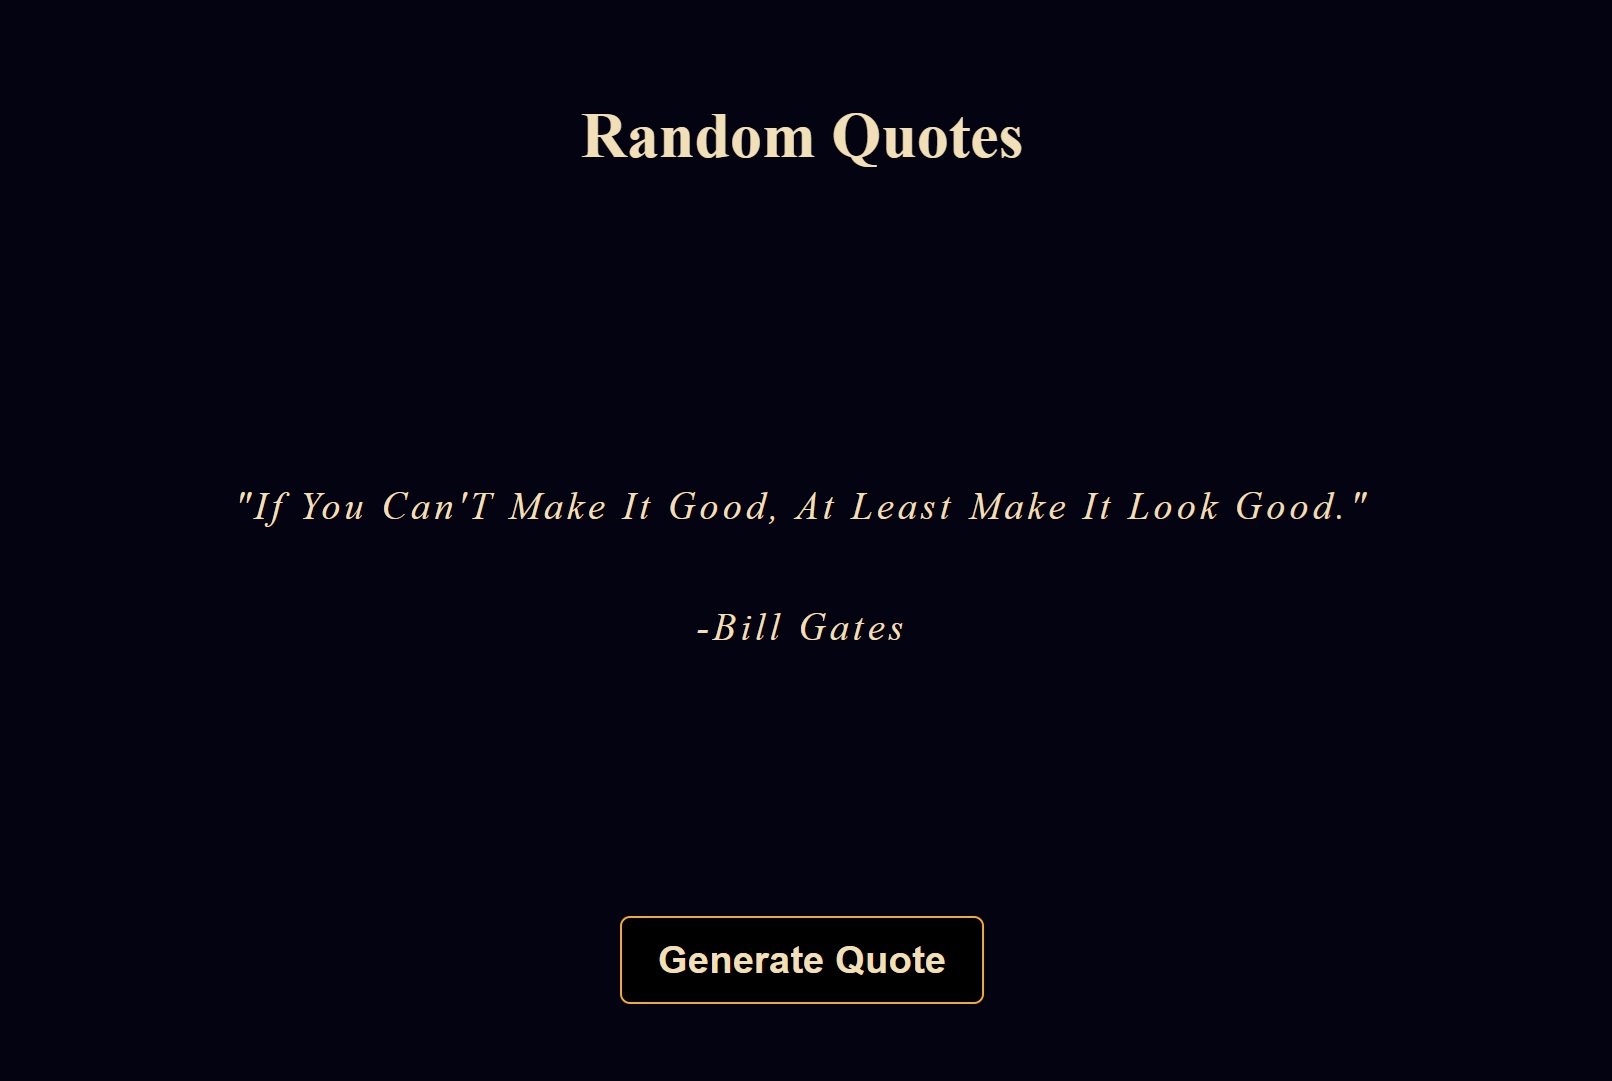 Random Quotes
"If You Can'T Make It Good, At Least Make It Look Good."
-Bill Gates
Generate Quote